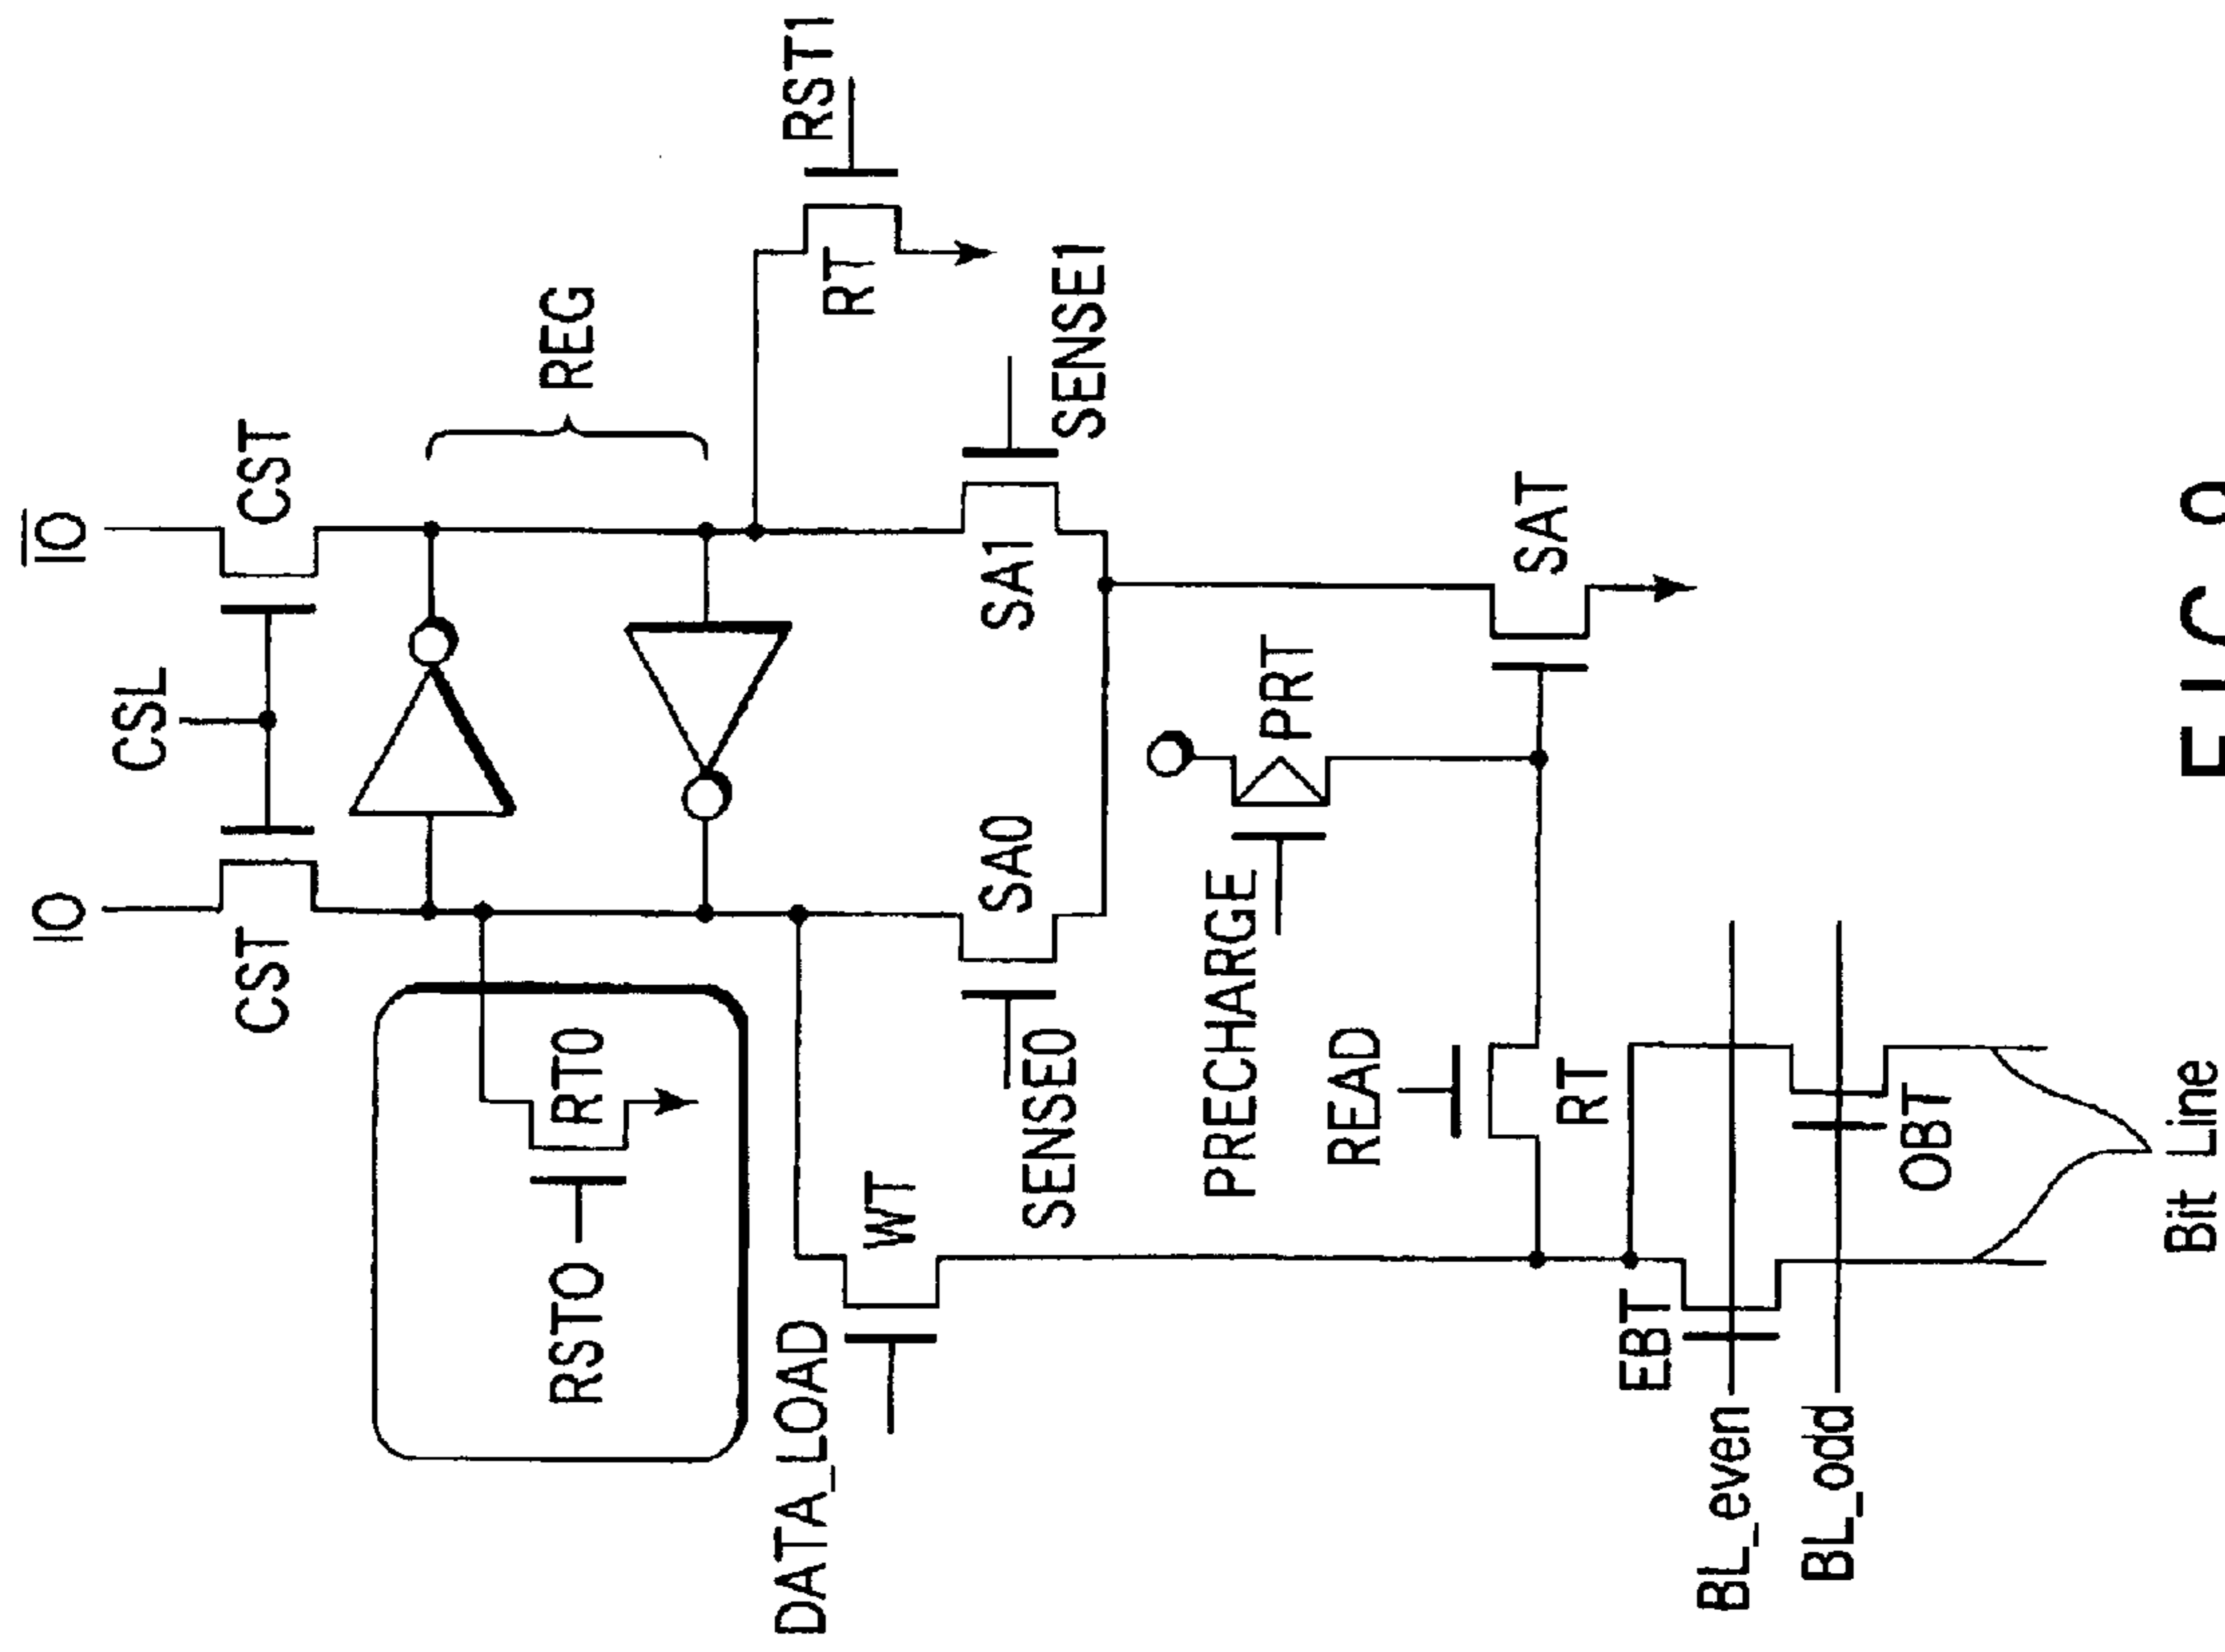 IO
IO
CSL
CST
CST
REG
RSTO
RT0
RST1
RT
DATA_LOAD
WT
SA0
SA1
SENSE0
SENSE1
PRECHARGE
PRT
READ
RT
SAT
EBT
BL_even
BL_odd
OBT
Bit Line